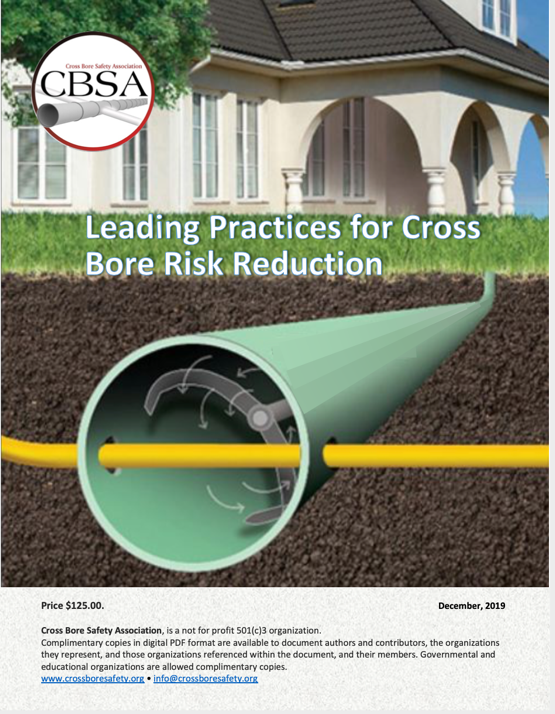 Cross Bore Safety Association
CBSA
Leading Practices for Cross
Bore Risk Reduction
Price $125.00. December, 2019
Cross Bore Safety Association, is a not for profit 501(c)3 organization.
Complimentary copies in digital PDF format are available to document authors and contributors, the organizations
they represent, and those organizations referenced within the document, and their members. Governmental and
educational organizations are allowed complimentary copies.
www.crossboresafety.org • info@crossboresafety.org